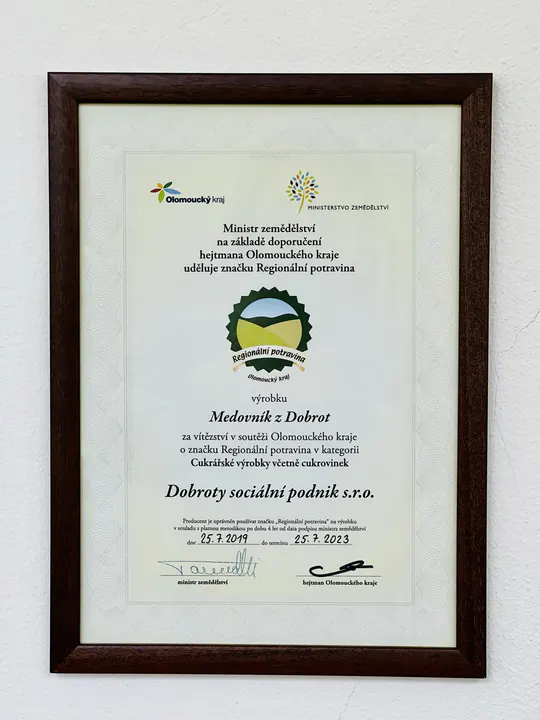 Olomoucký kraj
MINISTERSTVO ZEMĚDĚLSTVÍ
Ministr zemědělství
na základě doporučení
hejtmana Olomouckého kraje
uděluje značku Regionální potravina
Regionální potravina
Olomoucký kraj
výrobku
Medovník z Dobrot
za vítězství v soutěži Olomouckého kraje
o značku Regionální potravina v kategorii
Cukrářské výrobky včetně cukrovinek
Dobroty sociální podnik s.r.o.
Producent je oprávněn používat značku „Regionální potravina" na výrobku
v souladu s platnou metodikou po dobu 4 let od data podpisu ministra zemědělství
dne 25.7.2019 do termínu 25.7.2023
ministr zemědělství
hejtman Olomouckého kraje